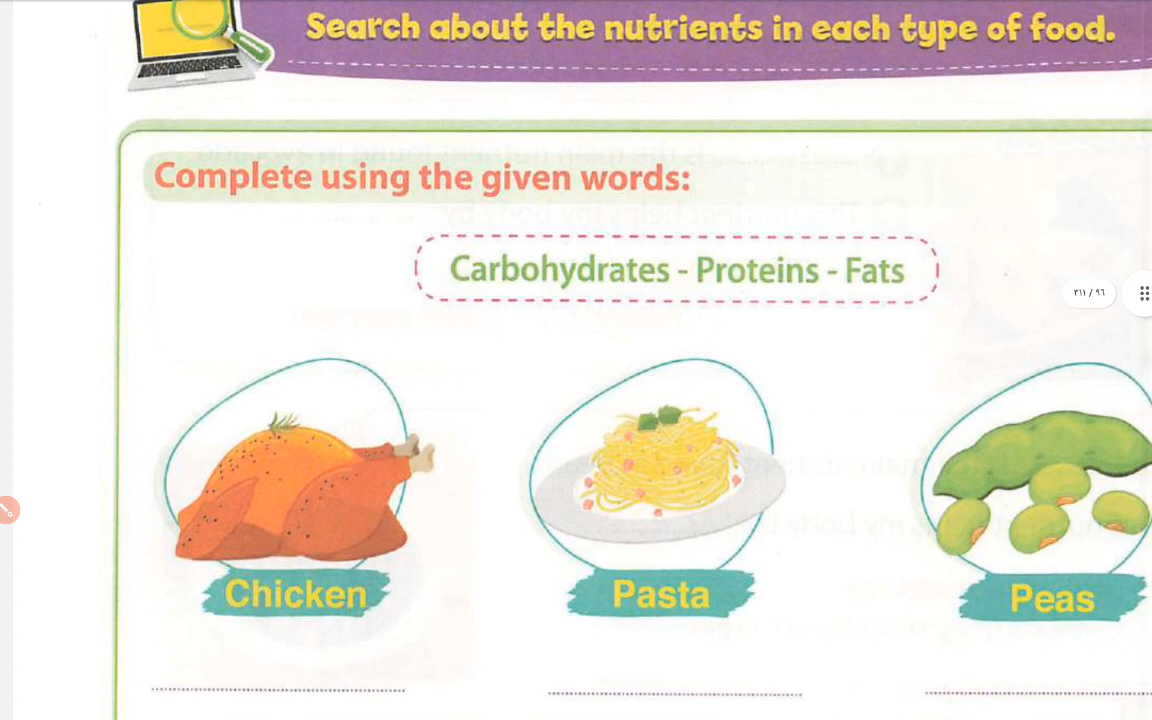 Search about the nutrients in each type of food.
Complete using the given words:
Carbohydrates - Proteins - Fats
٣١١ / ٩٦
Chicken
Pasta
Peas